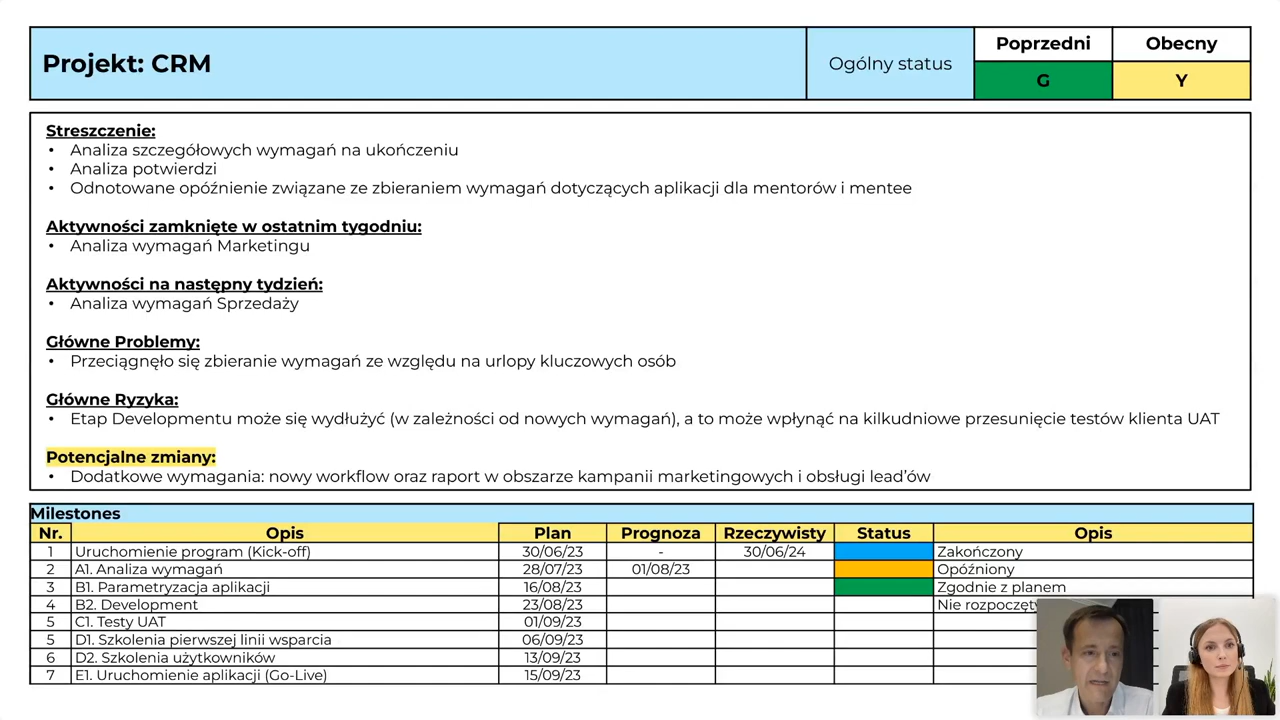 Projekt: CRM
Ogólny status
Poprzedni
Obecny
G
Y
Streszczenie:
• Analiza szczegółowych wymagań na ukończeniu
• Analiza potwierdzi
• Odnotowane opóźnienie związane ze zbieraniem wymagań dotyczących aplikacji dla mentorów i mentee
Aktywności zamknięte w ostatnim tygodniu:
• Analiza wymagań Marketingu
Aktywności na następny tydzień:
• Analiza wymagań Sprzedaży
Główne Problemy:
• Przeciągnęło się zbieranie wymagań ze względu na urlopy kluczowych osób
Główne Ryzyka:
• Etap Developmentu może się wydłużyć (w zależności od nowych wymagań), a to może wpłynąć na kilkudniowe przesunięcie testów klienta UAT
Potencjalne zmiany:
• Dodatkowe wymagania: nowy workflow oraz raport w obszarze kampanii marketingowych i obsługi lead’ów
Milestones
Nr. Opis Plan Prognoza Rzeczywisty Status Opis
1 Uruchomienie program (Kick-off) 30/06/23 - 30/06/24 Zakończony
2 A1. Analiza wymagań 28/07/23 01/08/23 Opóźniony
3 B1. Parametryzacja aplikacji 16/08/23 Zgodnie z planem
4 B2. Development 23/08/23 Nie rozpoczęty
5 C1. Testy UAT 01/09/23
5 D1. Szkolenia pierwszej linii wsparcia 06/09/23
6 D2. Szkolenia użytkowników 13/09/23
7 E1. Uruchomienie aplikacji (Go-Live) 15/09/23